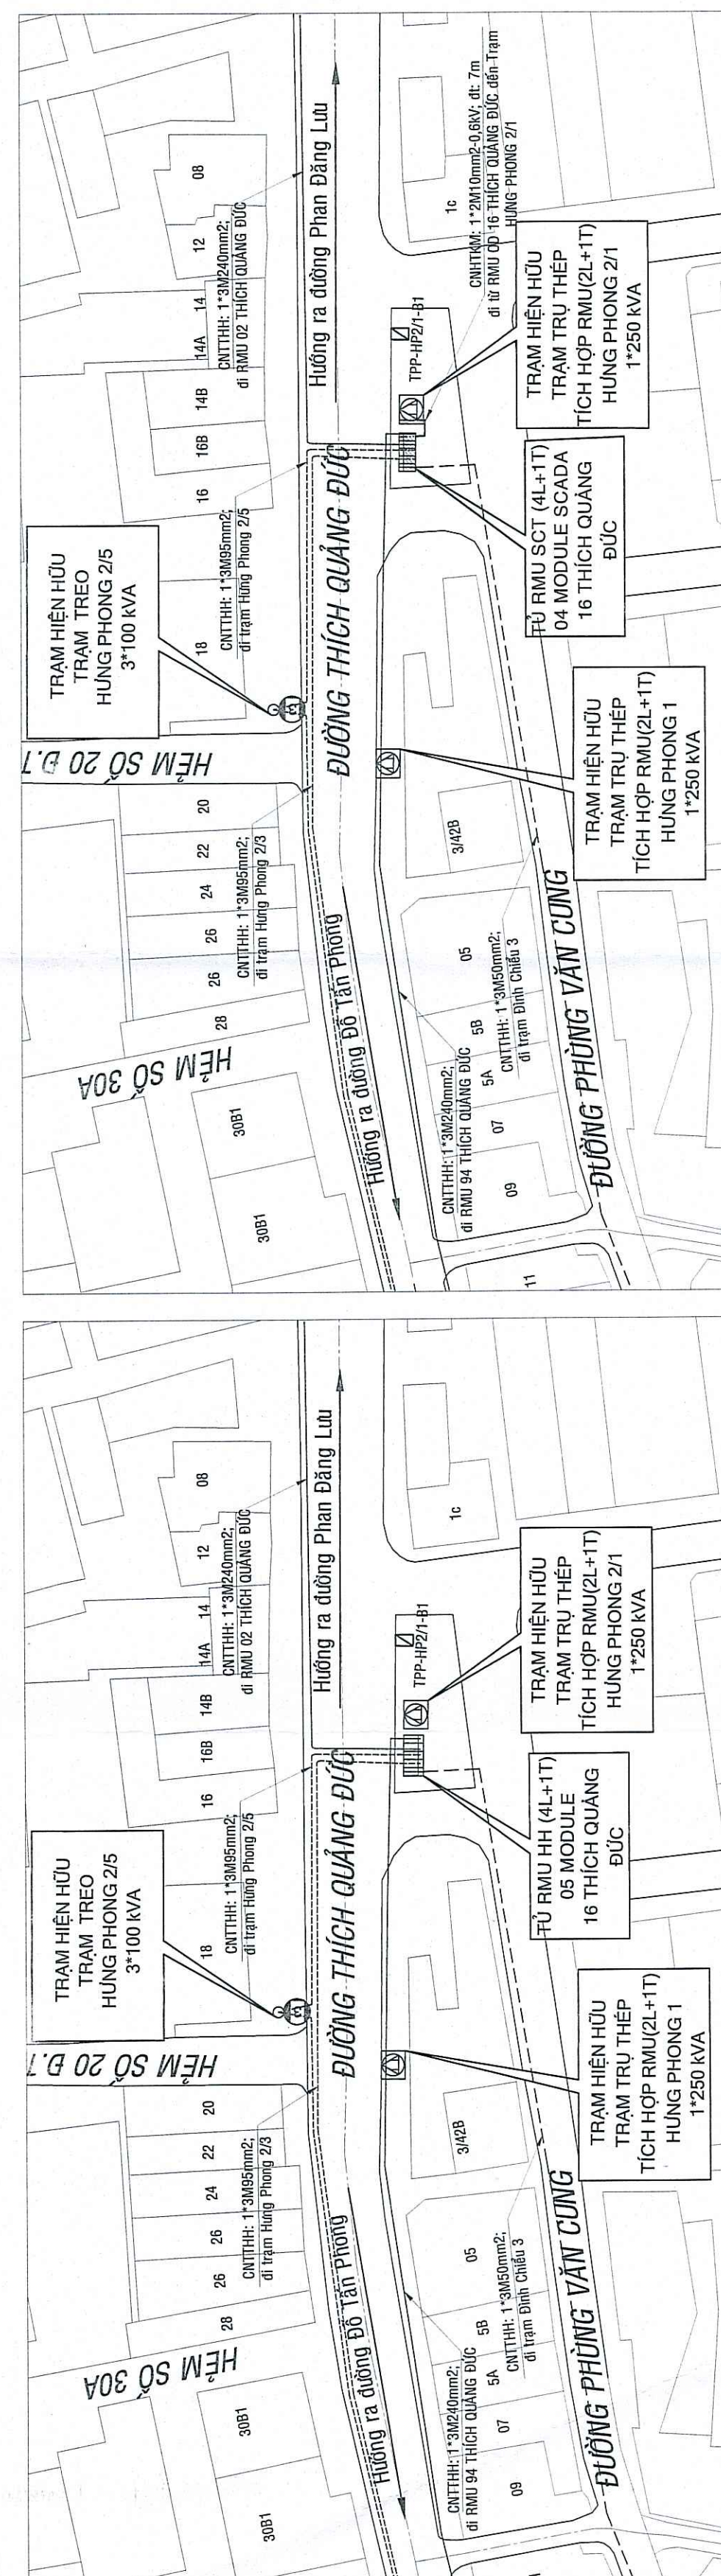 TRẠM HIỆN HỮU
TRẠM TREO
HƯNG PHONG 2/5
3*100 kVA
08
12
14
14A
14B
16B
16
18
CNTTHH: 1*3M240mm2;
đi RMU 02 THÍCH QUẢNG ĐỨC
CNTTHH: 1*3M95mm2;
đi trạm Hưng Phong 2/5
Hướng ra đường Phan Đăng Lưu
HẺM SỐ 20 Đ.T
20
22
24
26
26
28
CNTTHH: 1*3M95mm2;
đi trạm Hưng Phong 2/3
HẺM SỐ 30A
30B1
30B1
ĐƯỜNG THÍCH QUẢNG ĐỨC
Hướng ra đường Đỗ Tấn Phong
1c
CNHTKM: 1*2M10mm2-0,6kV; dt: 7m
đi từ RMU OD 16 THÍCH QUẢNG ĐỨC đến Trạm
HƯNG PHONG 2/1
TPP-HP2/1-B1
TRẠM HIỆN HỮU
TRẠM TRỤ THÉP
TÍCH HỢP RMU(2L+1T)
HƯNG PHONG 2/1
1*250 kVA
TỦ RMU SCT (4L+1T)
04 MODULE SCADA
16 THÍCH QUẢNG
ĐỨC
TRẠM HIỆN HỮU
TRẠM TRỤ THÉP
TÍCH HỢP RMU(2L+1T)
HƯNG PHONG 1
1*250 kVA
3/42B
05
5B
5A
07
09
11
CNTTHH: 1*3M50mm2;
đi trạm Đình Chiểu 3
CNTTHH: 1*3M240mm2;
đi RMU 94 THÍCH QUẢNG ĐỨC
ĐƯỜNG PHÙNG VĂN CUNG
TRẠM HIỆN HỮU
TRẠM TREO
HƯNG PHONG 2/5
3*100 kVA
08
12
14
14A
14B
16B
16
18
CNTTHH: 1*3M240mm2;
đi RMU 02 THÍCH QUẢNG ĐỨC
CNTTHH: 1*3M95mm2;
đi trạm Hưng Phong 2/5
Hướng ra đường Phan Đăng Lưu
HẺM SỐ 20 Đ.T
20
22
24
26
26
28
CNTTHH: 1*3M95mm2;
đi trạm Hưng Phong 2/3
HẺM SỐ 30A
30B1
30B1
ĐƯỜNG THÍCH QUẢNG ĐỨC
Hướng ra đường Đỗ Tấn Phong
1c
TPP-HP2/1-B1
TRẠM HIỆN HỮU
TRẠM TRỤ THÉP
TÍCH HỢP RMU(2L+1T)
HƯNG PHONG 2/1
1*250 kVA
TỦ RMU HH (4L+1T)
05 MODULE
16 THÍCH QUẢNG
ĐỨC
TRẠM HIỆN HỮU
TRẠM TRỤ THÉP
TÍCH HỢP RMU(2L+1T)
HƯNG PHONG 1
1*250 kVA
3/42B
05
5B
5A
07
09
CNTTHH: 1*3M50mm2;
đi trạm Đình Chiểu 3
CNTTHH: 1*3M240mm2;
đi RMU 94 THÍCH QUẢNG ĐỨC
ĐƯỜNG PHÙNG VĂN CUNG